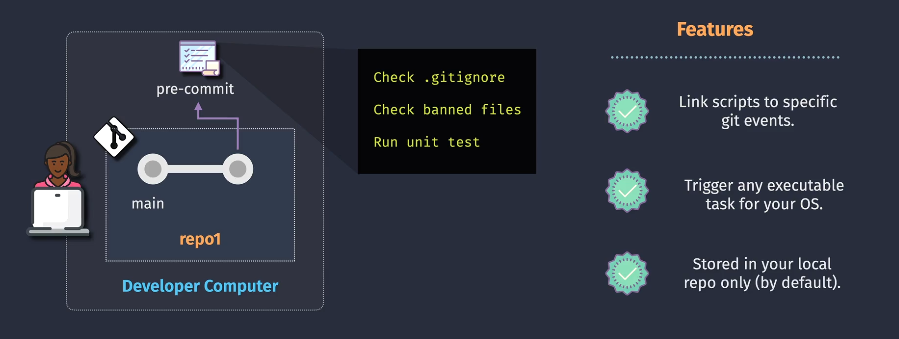 pre-commit
main
repo1
Developer Computer
Check .gitignore
Check banned files
Run unit test
Features
Link scripts to specific
git events.
Trigger any executable
task for your OS.
Stored in your local
repo only (by default).